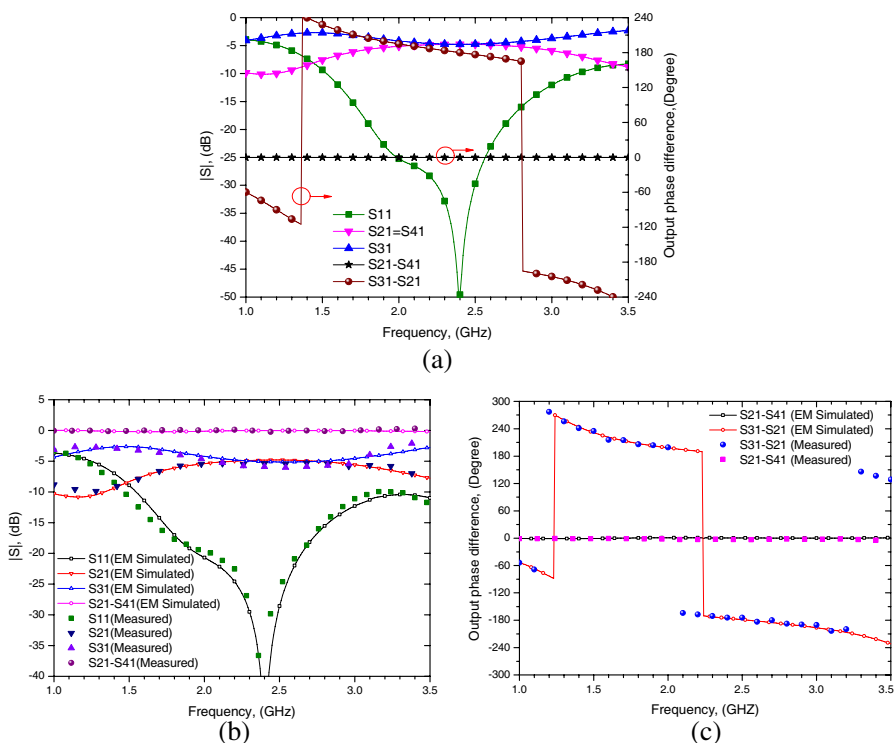 0
-5
-10
-15
-20
-25
-30
-35
-40
-45
-50
|S|, (dB)
240
180
120
60
0
-60
-120
-180
-240
Output phase difference,(Degree)
S11
S21=S41
S31
S21-S41
S31-S21
1.0 1.5 2.0 2.5 3.0 3.5
Frequency, (GHz)
(a)
5
0
-5
-10
-15
-20
-25
-30
-35
-40
|S|, (dB)
S11(EM Simulated)
S21(EM Simulated)
S31(EM Simulated)
S21-S41(EM Simulated)
S11(Measured)
S21(Measured)
S31(Measured)
S21-S41(Measured)
1.0 1.5 2.0 2.5 3.0 3.5
Frequency, (GHz)
(b)
300
240
180
120
60
0
-60
-120
-180
-240
-300
Output phase difference, (Degree)
S21-S41 (EM Simulated)
S31-S21 (EM Simulated)
S31-S21 (Measured)
S21-S41 (Measured)
1.0 1.5 2.0 2.5 3.0 3.5
Frequency, (GHZ)
(c)